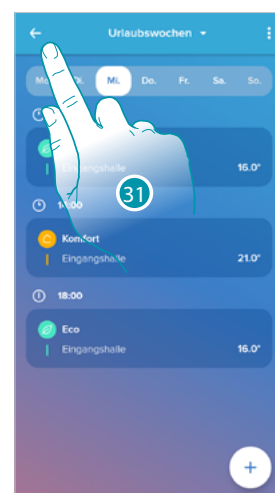 Urlaubswochen
Mi. Do. Fr. Sa. So.
16.0°
31
Komfort
Eingangshalle 21.0°
18:00
Eco
Eingangshalle 16.0°
+